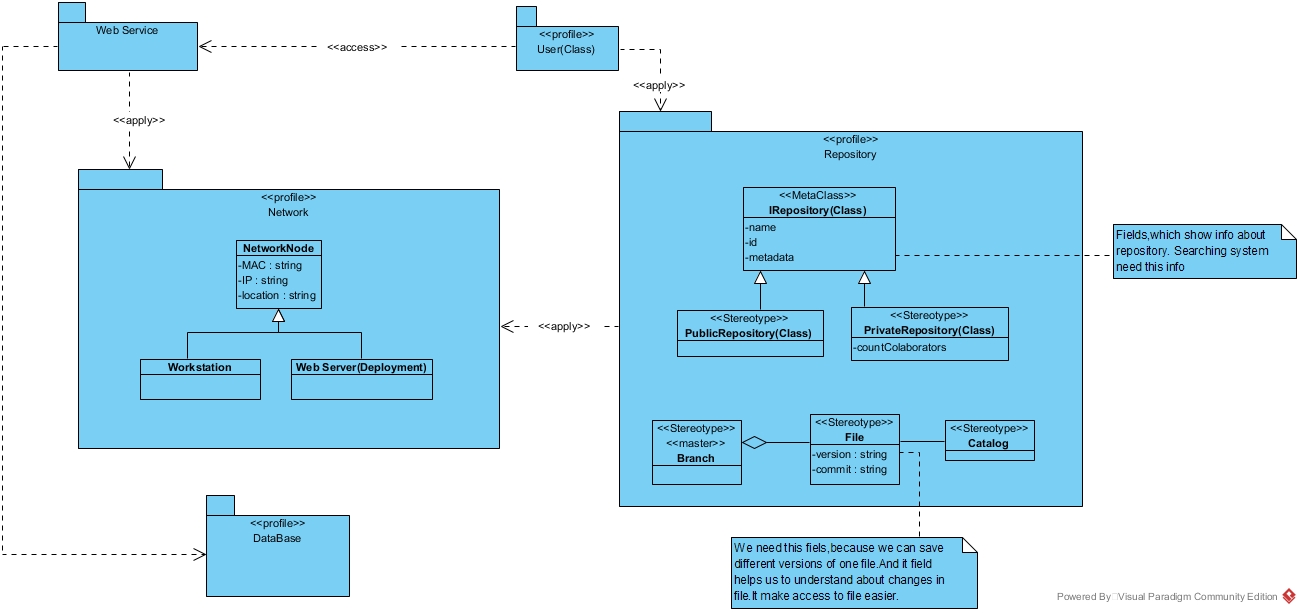 Web Service
<<access>>
<<profile>>
User(Class)
<<apply>>
<<apply>>
<<profile>>
Repository
<<MetaClass>>
IRepository(Class)
-name
-id
-metadata
Fields,which show info about
repository. Searching system
need this info
<<Stereotype>>
PublicRepository(Class)
<<Stereotype>>
PrivateRepository(Class)
-countColaborators
<<profile>>
Network
NetworkNode
-MAC : string
-IP : string
-location : string
Workstation
Web Server(Deployment)
<<apply>>
<<Stereotype>>
<<master>>
Branch
<<Stereotype>>
File
-version : string
-commit : string
<<Stereotype>>
Catalog
<<profile>>
DataBase
We need this fiels,because we can save
different versions of one file.And it field
helps us to understand about changes in
file.It make access to file easier.
Powered By Visual Paradigm Community Edition